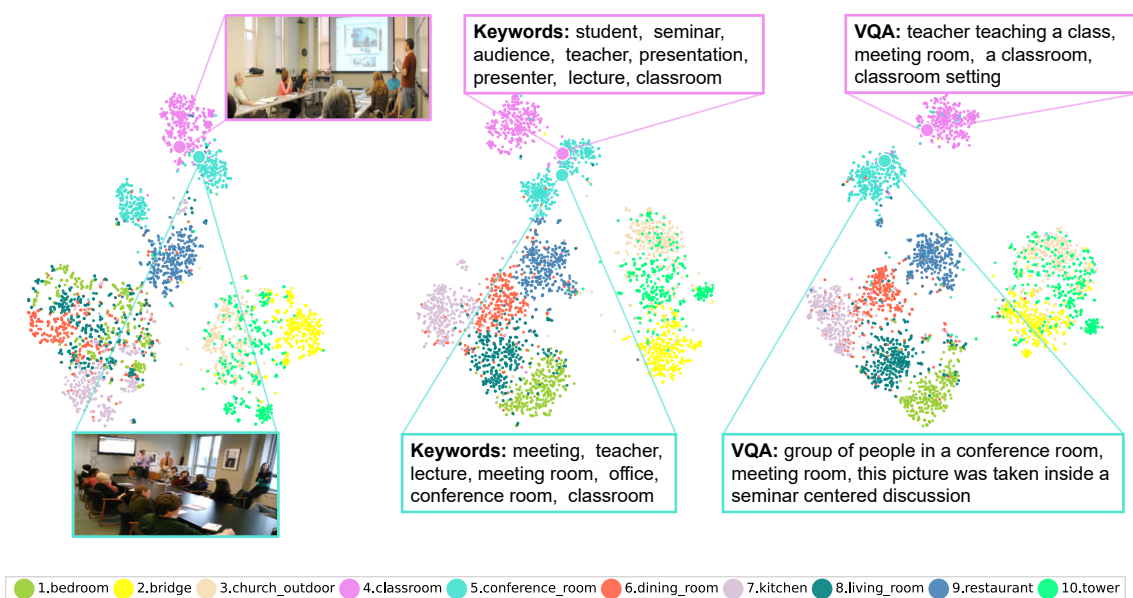 Keywords: student, seminar,
audience, teacher, presentation,
presenter, lecture, classroom
VQA: teacher teaching a class,
meeting room, a classroom,
classroom setting
Keywords: meeting, teacher,
lecture, meeting room, office,
conference room, classroom
VQA: group of people in a conference room,
meeting room, this picture was taken inside a
seminar centered discussion
1.bedroom 2.bridge 3.church_outdoor 4.classroom 5.conference_room 6.dining_room 7.kitchen 8.living_room 9.restaurant 10.tower